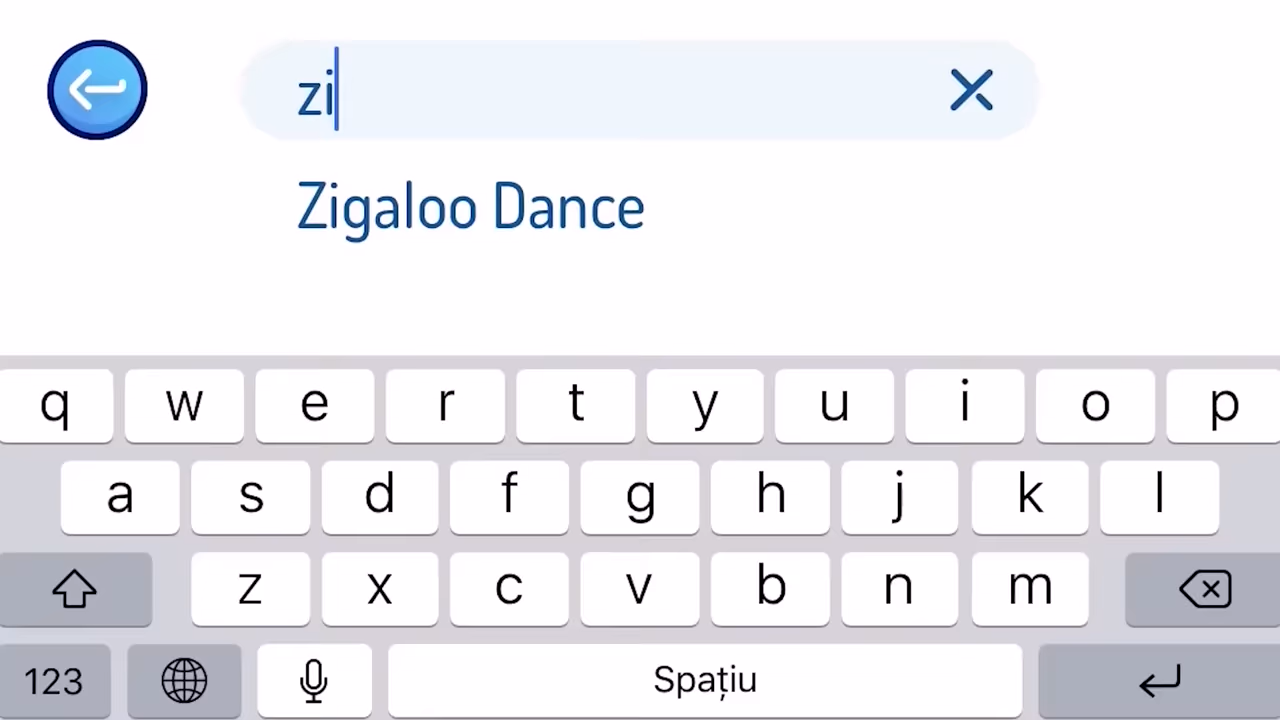 zi
Zigaloo Dance
q w e r t y u i o p
a s d f g h j k l
z x c v b n m
123 Spațiu